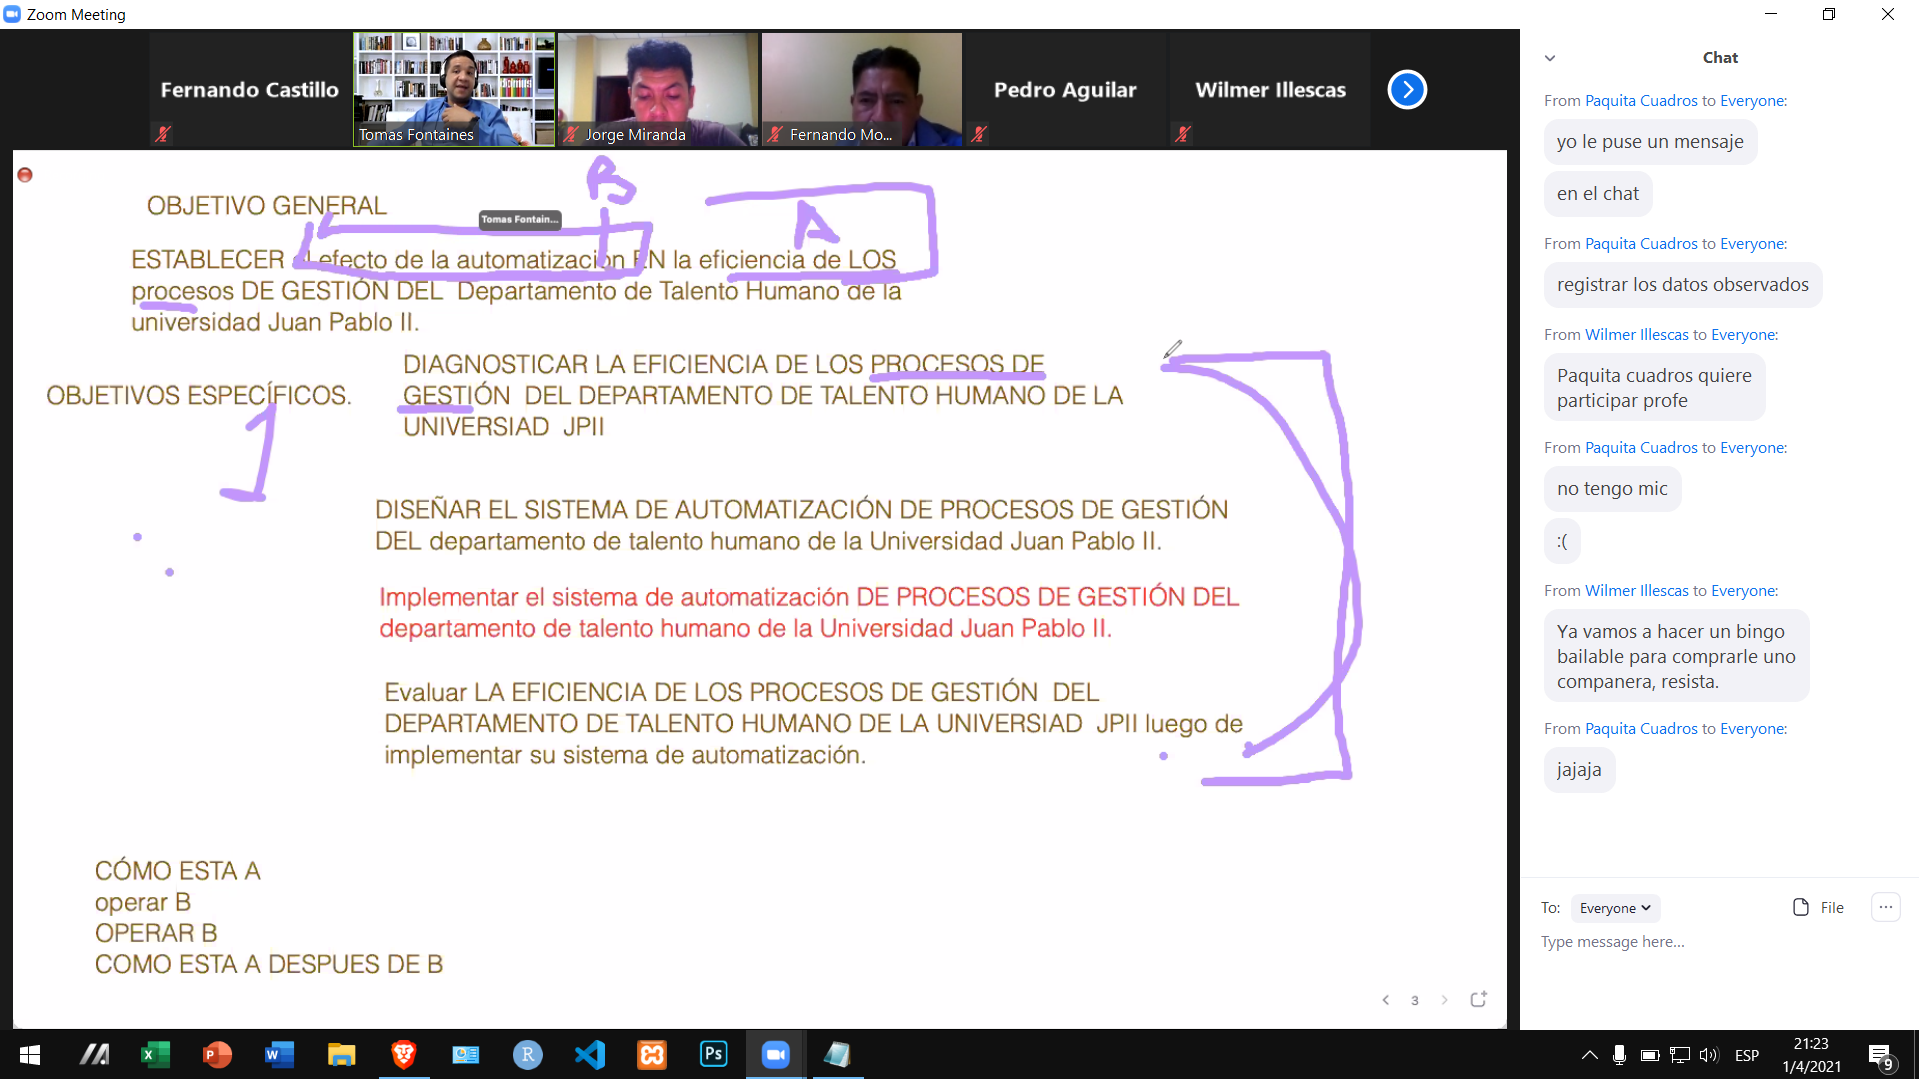 Zoom Meeting
Fernando Castillo
Tomas Fontaines
Jorge Miranda
Fernando Mo...
Pedro Aguilar
Wilmer Illescas
B
A
OBJETIVO GENERAL
Tomas Fontain...
ESTABLECER el efecto de la automatización EN la eficiencia de LOS
procesos DE GESTIÓN DEL Departamento de Talento Humano de la
universidad Juan Pablo II.
OBJETIVOS ESPECÍFICOS.
1
DIAGNOSTICAR LA EFICIENCIA DE LOS PROCESOS DE
GESTIÓN DEL DEPARTAMENTO DE TALENTO HUMANO DE LA
UNIVERSIAD JPII
DISEÑAR EL SISTEMA DE AUTOMATIZACIÓN DE PROCESOS DE GESTIÓN
DEL departamento de talento humano de la Universidad Juan Pablo II.
Implementar el sistema de automatización DE PROCESOS DE GESTIÓN DEL
departamento de talento humano de la Universidad Juan Pablo II.
Evaluar LA EFICIENCIA DE LOS PROCESOS DE GESTIÓN DEL
DEPARTAMENTO DE TALENTO HUMANO DE LA UNIVERSIAD JPII luego de
implementar su sistema de automatización.
CÓMO ESTA A
operar B
OPERAR B
COMO ESTA A DESPUES DE B
3
Chat
From Paquita Cuadros to Everyone:
yo le puse un mensaje
en el chat
From Paquita Cuadros to Everyone:
registrar los datos observados
From Wilmer Illescas to Everyone:
Paquita cuadros quiere
participar profe
From Paquita Cuadros to Everyone:
no tengo mic
:(
From Wilmer Illescas to Everyone:
Ya vamos a hacer un bingo
bailable para comprarle uno
companera, resista.
From Paquita Cuadros to Everyone:
jajaja
To: Everyone
File
...
Type message here...
X
P
W
R
Ps
ESP
21:23
1/4/2021
9